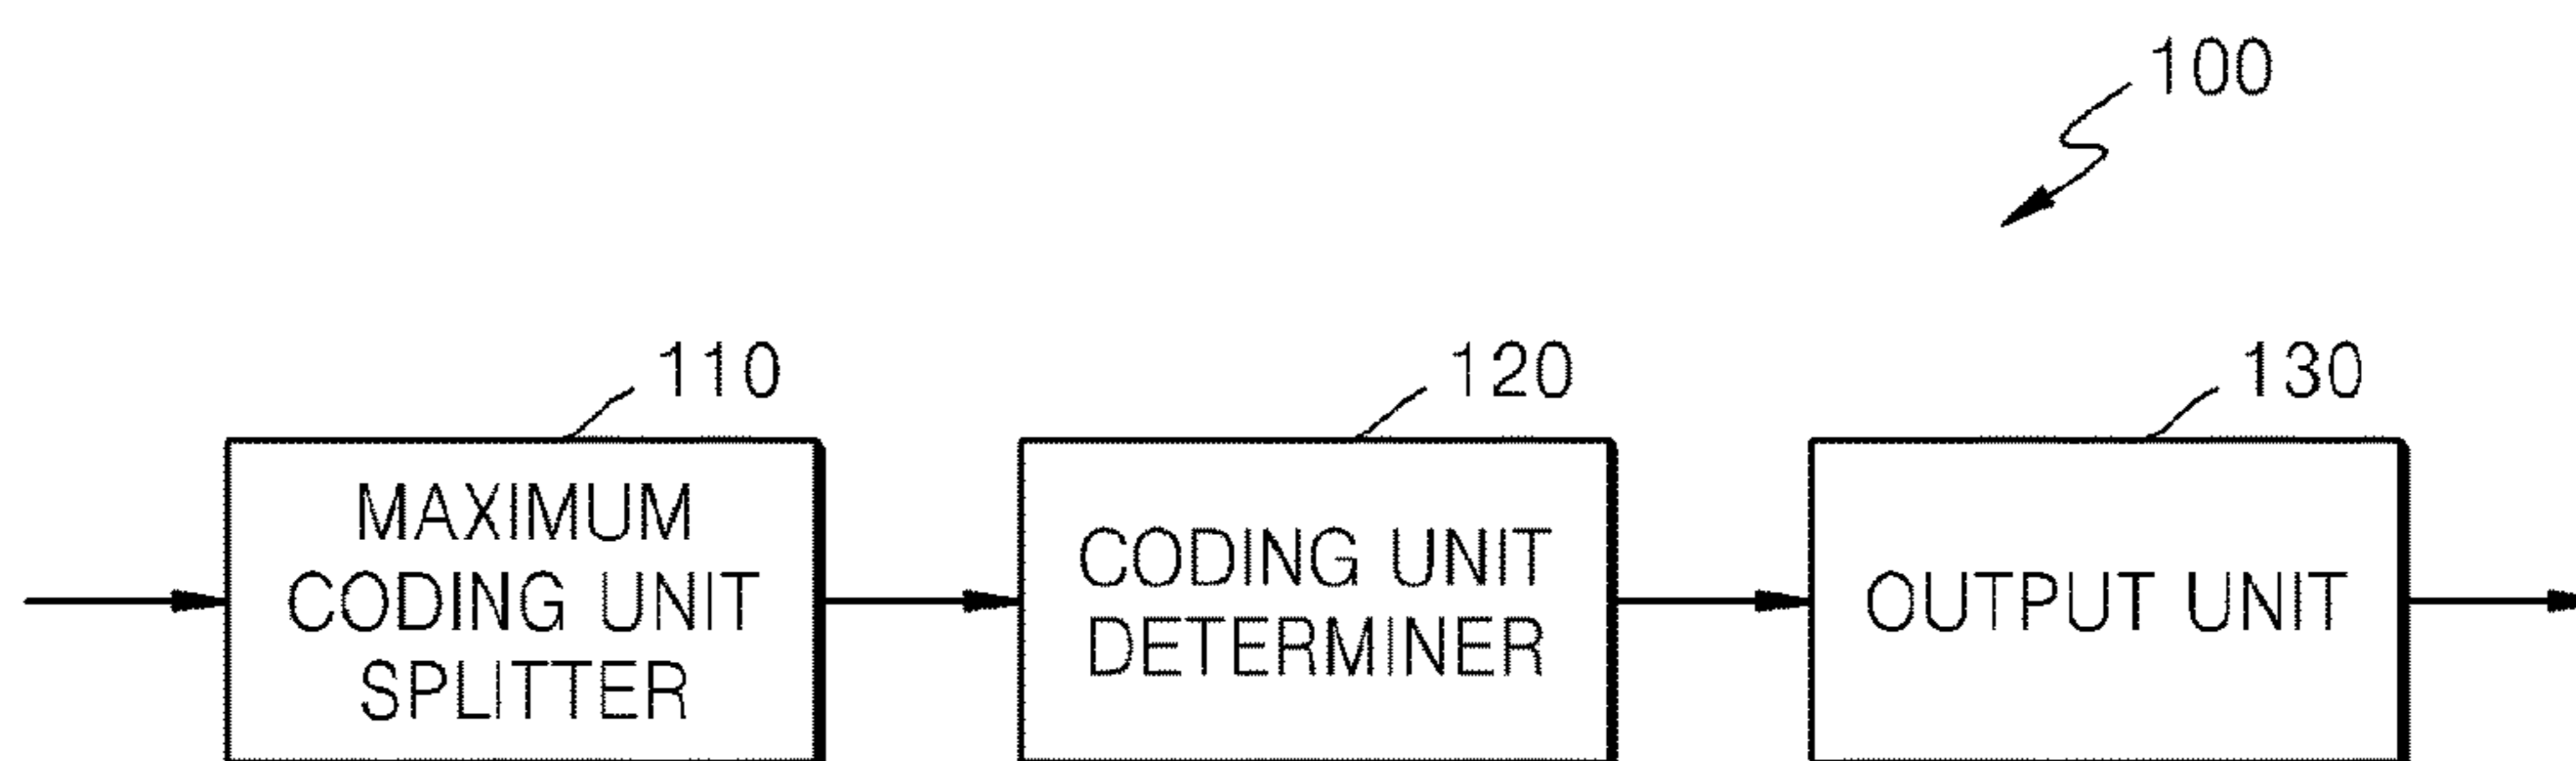 100
110
120
130
MAXIMUM
CODING UNIT
SPLITTER
CODING UNIT
DETERMINER
OUTPUT UNIT